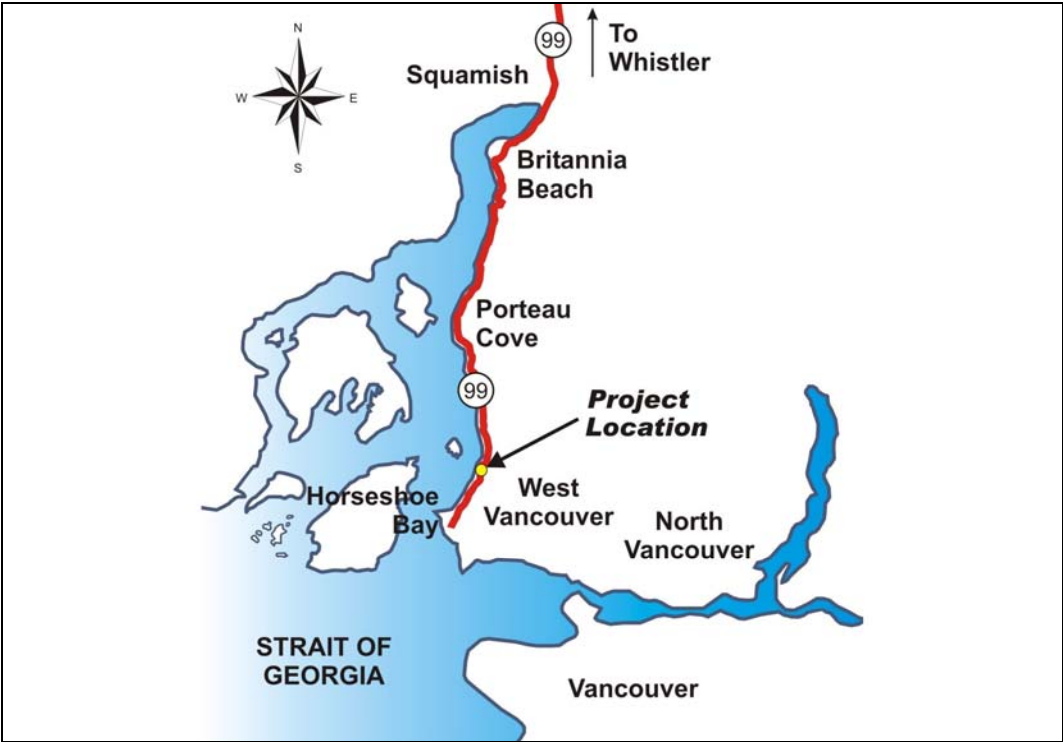 99
To
Whistler
N
W
E
S
Squamish
Britannia
Beach
Porteau
Cove
99
Project
Location
Horseshoe
Bay
West
Vancouver
North
Vancouver
STRAIT OF
GEORGIA
Vancouver